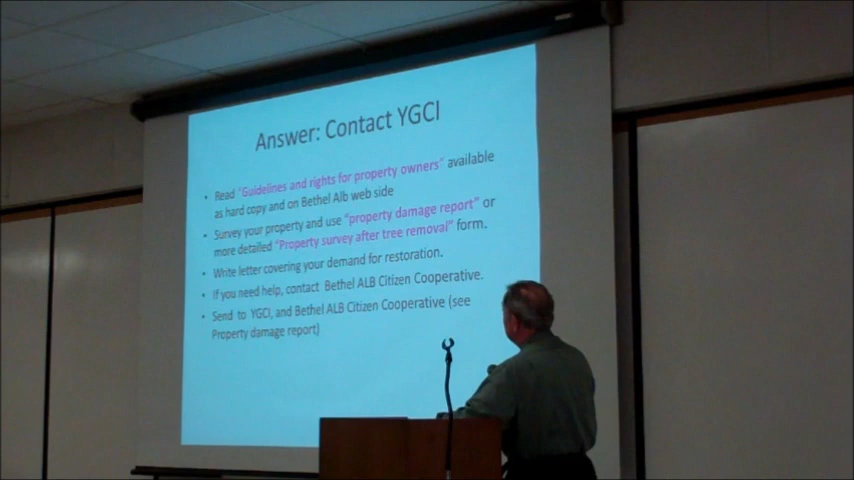 Answer: Contact YGCI
• Read "Guidelines and rights for property owners" available
as hard copy and on Bethel Alb web side
• Survey your property and use "property damage report" or
more detailed "Property survey after tree removal" form.
• Write letter covering your demand for restoration.
• If you need help, contact Bethel ALB Citizen Cooperative.
• Send to YGCI, and Bethel ALB Citizen Cooperative (see
Property damage report)